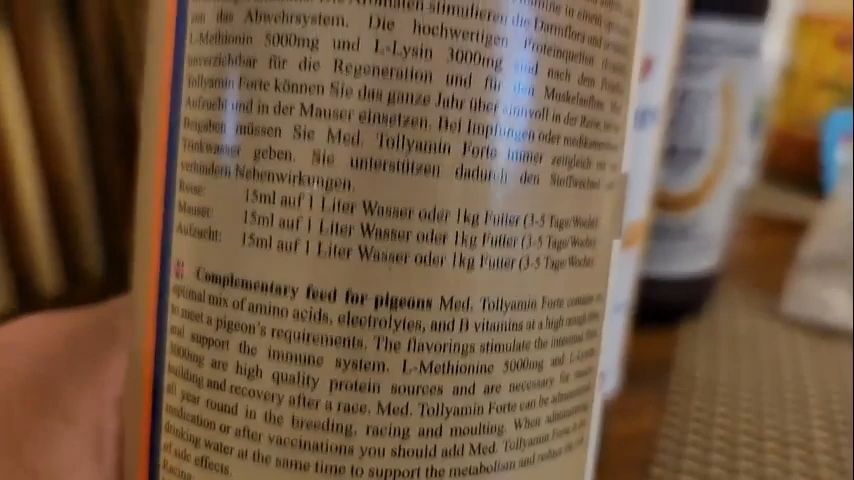 Aromaten stimulieren die Darmflora und
das Abwehrsystem. Die hochwertigen Proteinquellen
L-Methionin 5000mg und L-Lysin 3000mg sind nach dem
unverzichtbar für die Regeneration und für den Muskelaufbau.
Tollyamin Forte können Sie das ganze Jahr über sinnvoll in der Reise,
Aufzucht und in der Mauser einsetzen. Bei Impfungen oder
Beigaben müssen Sie Med. Tollyamin Forte immer zeitgleich
Trinkwasser geben. Sie unterstützen dadurch den Stoffwechsel
verhindern Nebenwirkungen.
Reise: 15ml auf 1 Liter Wasser oder 1kg Futter (3-5 Tage/Woche)
Mauser: 15ml auf 1 Liter Wasser oder 1kg Futter (3-5 Tage/Woche)
Aufzucht: 15ml auf 1 Liter Wasser oder 1kg Futter (3-5 Tage/Woche)
Complementary feed for pigeons Med. Tollyamin Forte
optimal mix of amino acids, electrolytes, and B vitamins at a high
to meet a pigeon's requirements. The flavorings stimulate the
and support the immune system. L-Methionine 5000mg and
3000mg are high quality protein sources and are necessary for
building and recovery after a race. Med. Tollyamin Forte can be
all year round in the breeding, racing and moulting. When
medication or after vaccinations you should add Med. Tollyamin Forte
drinking water at the same time to support the metabolism and
of side effects.
Racing: